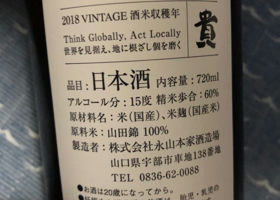 2018 VINTAGE 酒米収穫年
Think Globally, Act Locally
世界を見据え、地に根ざし個を磨く
貴
品目：日本酒 内容量：720ml
アルコール分：15度 精米歩合：60%
原材料名：米（国産）、米麹（国産米）
原料米：山田錦 100%
製造者：株式会社永山本家酒造場
山口県宇部市車地138番地
TEL 0836-62-0088
●お酒は20歳になってから。
胎児・乳児の